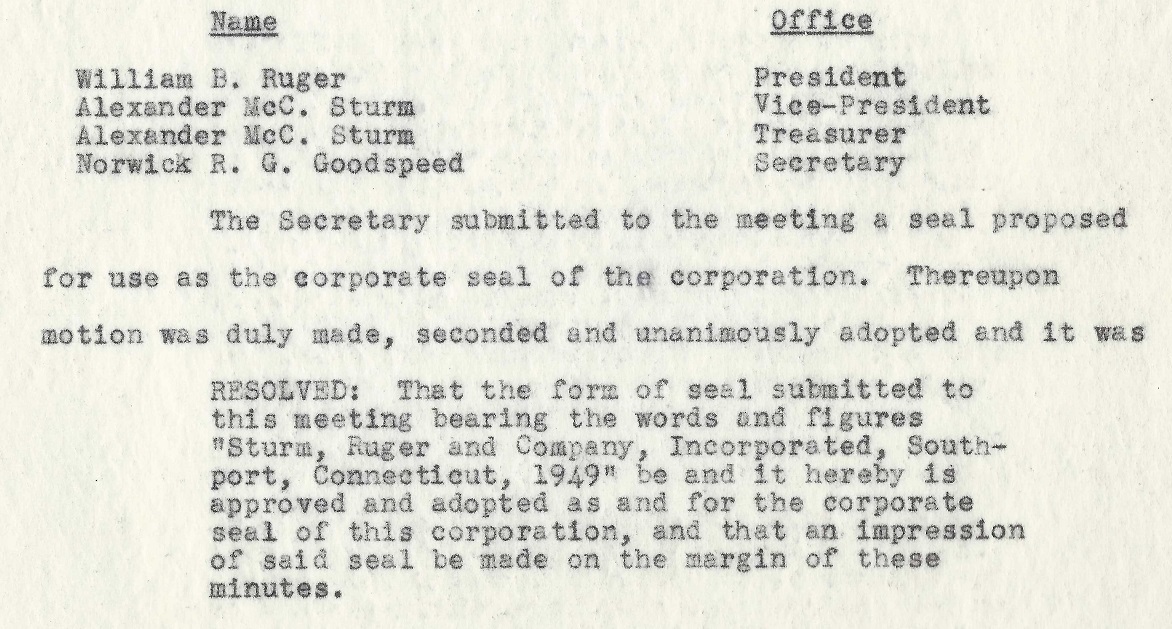 Name Office
William B. Ruger President
Alexander McC. Sturm Vice-President
Alexander McC. Sturm Treasurer
Norwick R. G. Goodspeed Secretary
The Secretary submitted to the meeting a seal proposed
for use as the corporate seal of the corporation. Thereupon
motion was duly made, seconded and unanimously adopted and it was
RESOLVED: That the form of seal submitted to
this meeting bearing the words and figures
"Sturm, Ruger and Company, Incorporated, South-
port, Connecticut, 1949" be and it hereby is
approved and adopted as and for the corporate
seal of this corporation, and that an impression
of said seal be made on the margin of these
minutes.